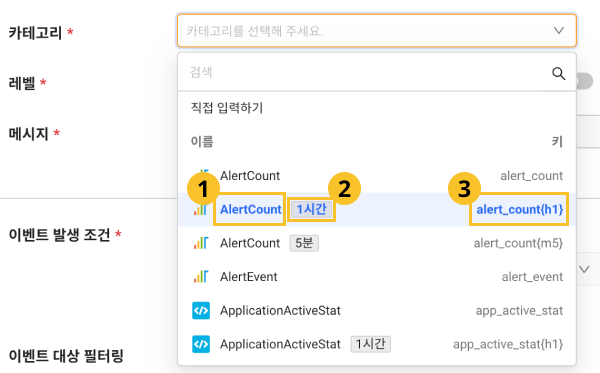 카테고리 *
카테고리를 선택해 주세요.
검색
레벨 *
직접 입력하기
메시지 *
이름 키
AlertCount alert_count
1 2 3
AlertCount 1시간 alert_count{h1}
이벤트 발생 조건 *
AlertCount 5분 alert_count{m5}
AlertEvent alert_event
ApplicationActiveStat app_active_stat
ApplicationActiveStat 1시간 app_active_stat{h1}
이벤트 대상 필터링